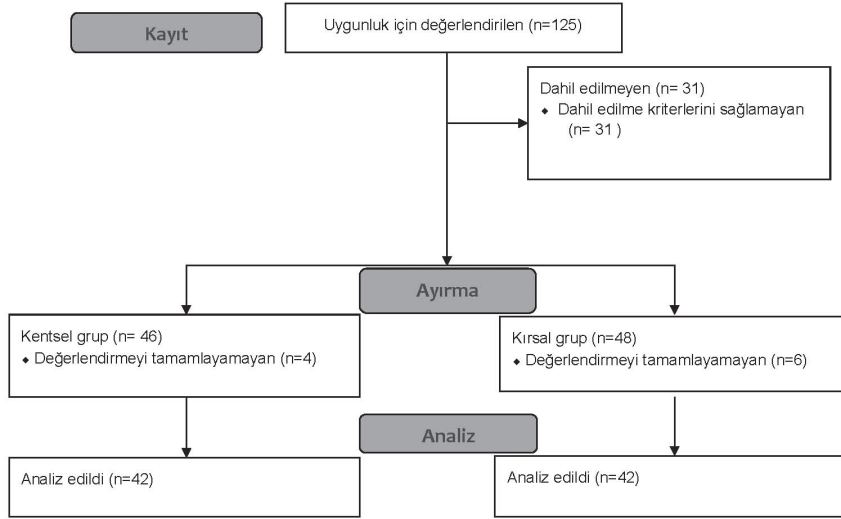 Kayıt
Uygunluk için değerlendirilen (n=125)
Dahil edilmeyen (n= 31)
⬥ Dahil edilme kriterlerini sağlamayan
(n= 31 )
Ayırma
Kentsel grup (n= 46)
⬥ Değerlendirmeyi tamamlayamayan (n=4)
Kırsal grup (n=48)
⬥ Değerlendirmeyi tamamlayamayan (n=6)
Analiz
Analiz edildi (n=42)
Analiz edildi (n=42)